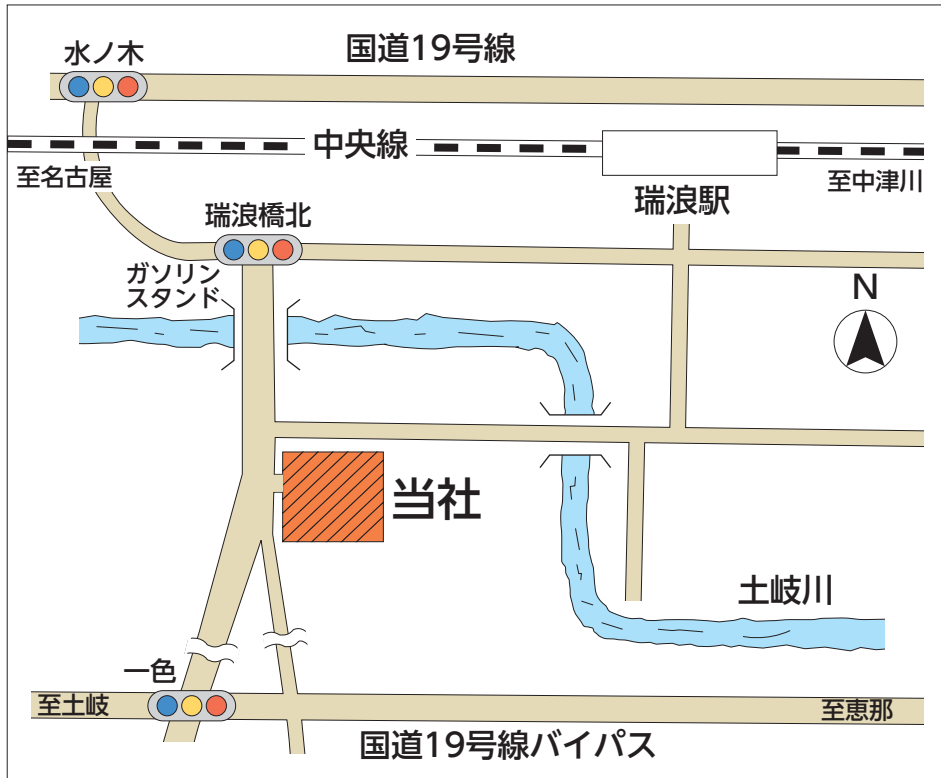 国道19号線
水ノ木
中央線
至名古屋
至中津川
瑞浪駅
瑞浪橋北
ガソリン
スタンド
N
当社
土岐川
一色
至土岐
至恵那
国道19号線バイパス